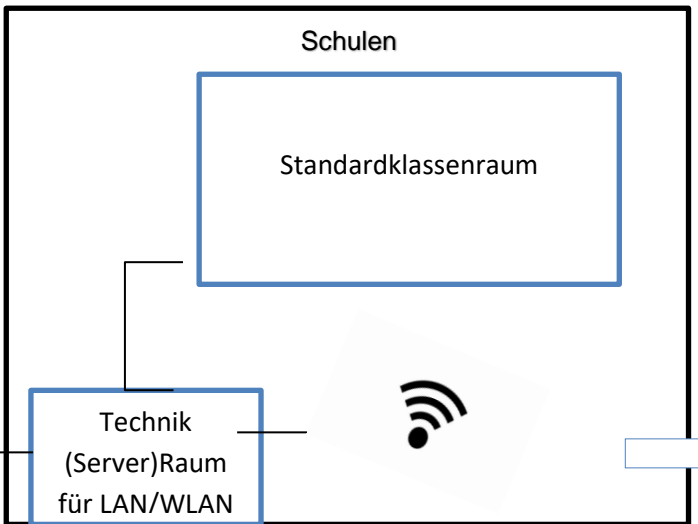 Schulen
Standardklassenraum
Technik
(Server)Raum
für LAN/WLAN